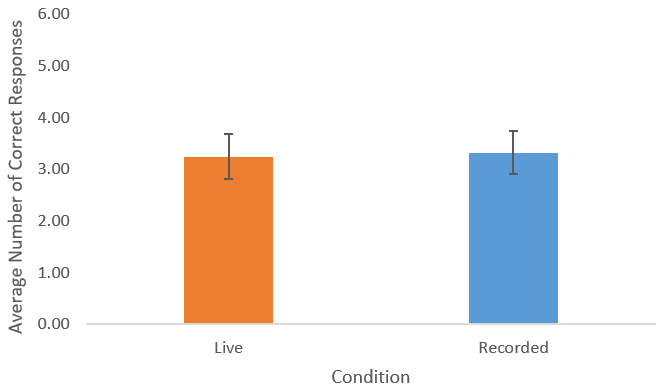 Average Number of Correct Responses
6.00
5.00
4.00
3.00
2.00
1.00
0.00
Live Recorded
Condition